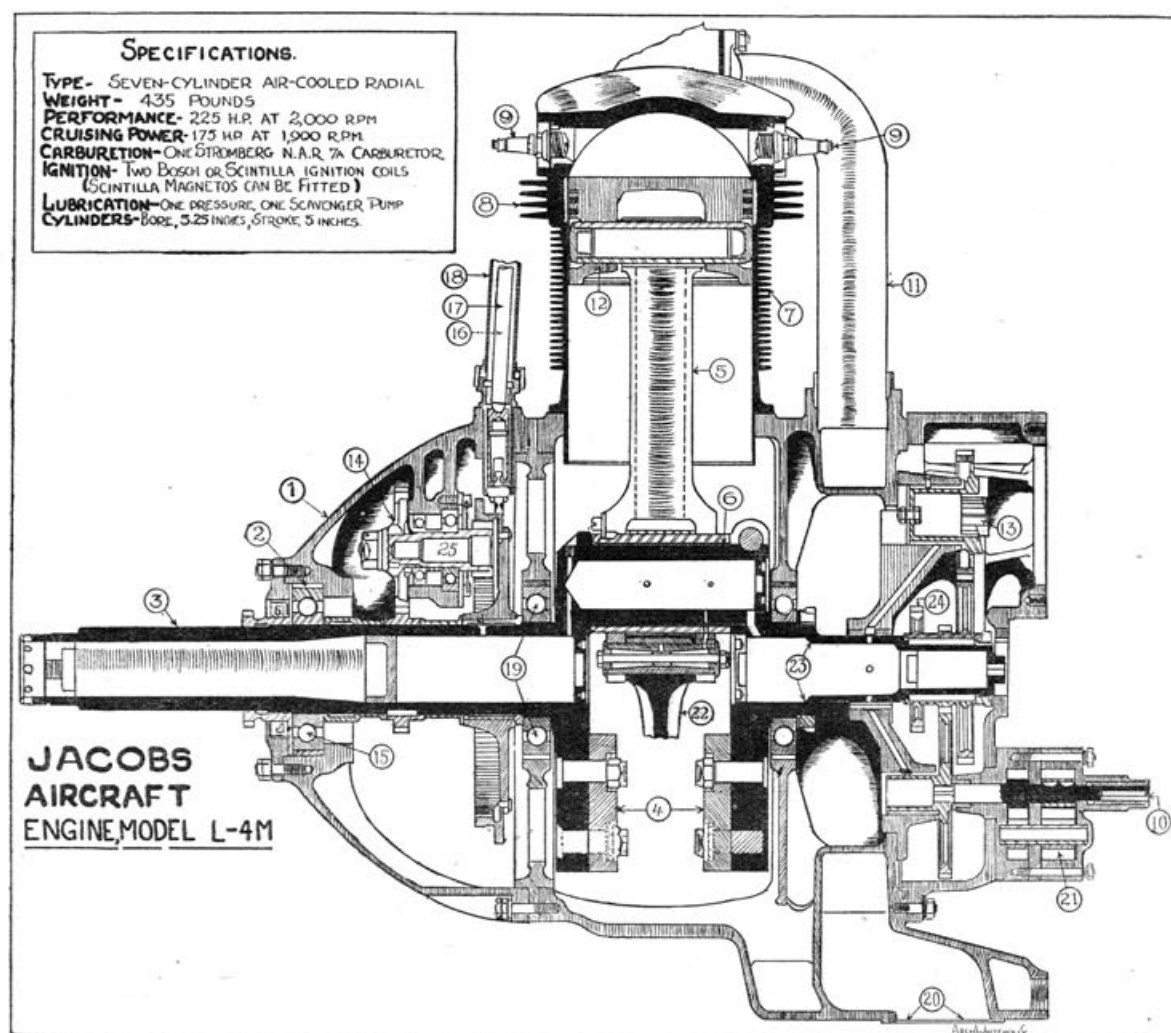 SPECIFICATIONS.
TYPE- SEVEN-CYLINDER AIR-COOLED RADIAL
WEIGHT- 435 POUNDS
PERFORMANCE- 225 H.P. AT 2,000 RPM
CRUISING POWER- 175 H.P. AT 1,900 R.P.M.
CARBURETION- ONE STROMBERG N.A.R. 7A CARBURETOR
IGNITION- TWO BOSCH OR SCINTILLA IGNITION COILS
(SCINTILLA MAGNETOS CAN BE FITTED)
LUBRICATION- ONE PRESSURE, ONE SCAVENGER PUMP
CYLINDERS- BORE, 5.25 INCHES, STROKE, 5 INCHES.
9
9
8
18
17
16
12
7
11
5
14
1
6
13
2
25
3
24
19
23
22
15
4
10
21
20
JACOBS
AIRCRAFT
ENGINE, MODEL L-4M